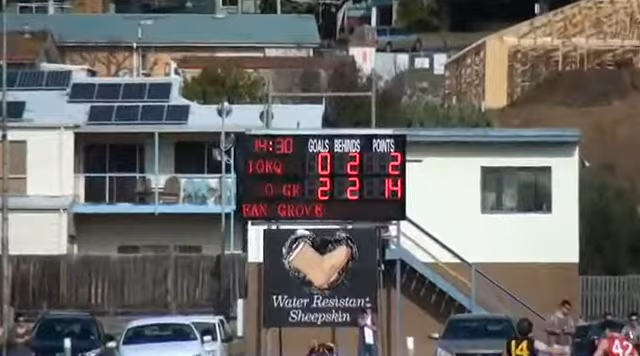 14:30 GOALS BEHINDS POINTS
TORQ 0 2 2
O GR 2 2 14
EAN GROVE
Water Resistant
Sheepskin
14
42